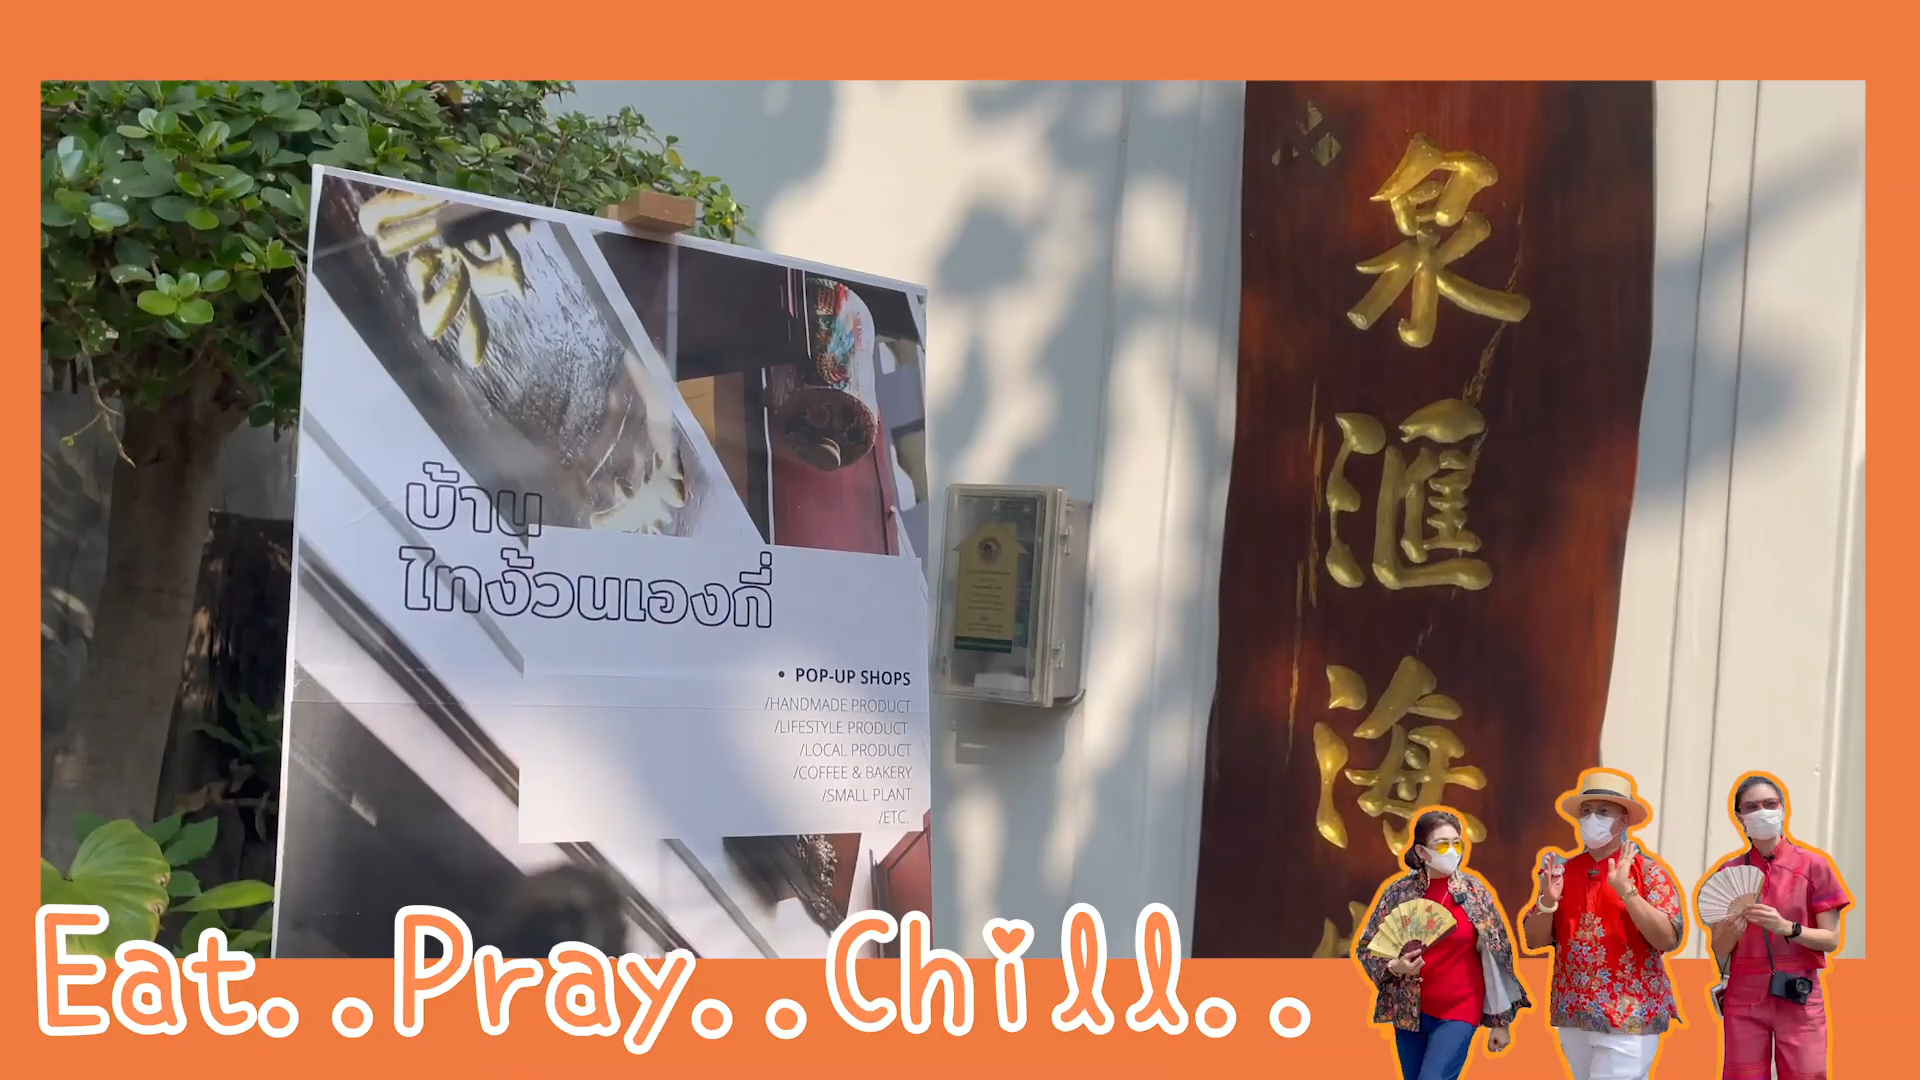 บ้าน
ไทง้วนเองกี่
• POP-UP SHOPS
/HANDMADE PRODUCT
/LIFESTYLE PRODUCT
/LOCAL PRODUCT
/COFFEE & BAKERY
/SMALL PLANT
/ETC.
泉
滙
海
Eat..Pray..Chill..